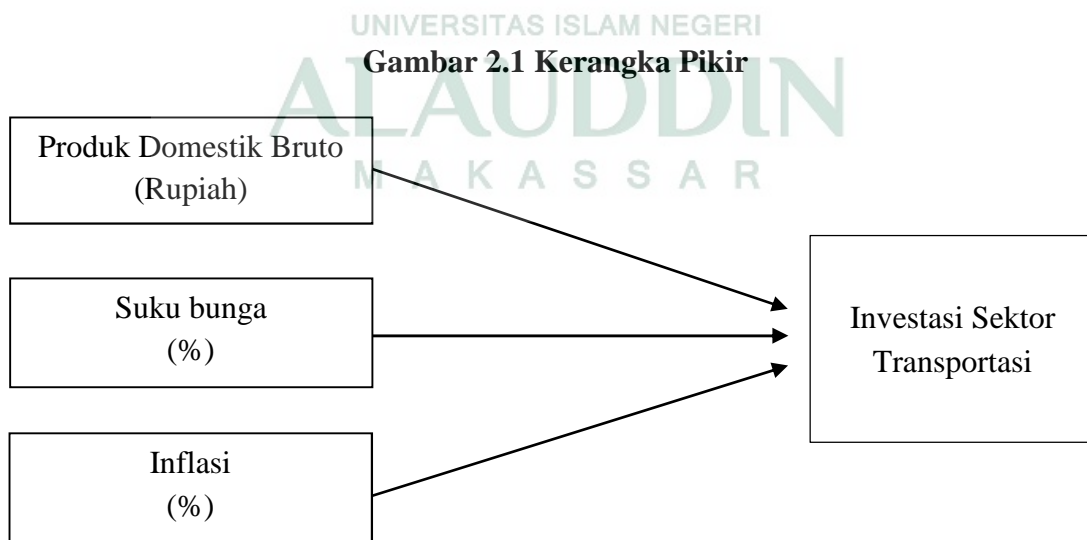 UNIVERSITAS ISLAM NEGERI
Gambar 2.1 Kerangka Pikir
ALAUDDIN
MAKASSAR
Produk Domestik Bruto
(Rupiah)
Suku bunga
(%)
Inflasi
(%)
Investasi Sektor
Transportasi